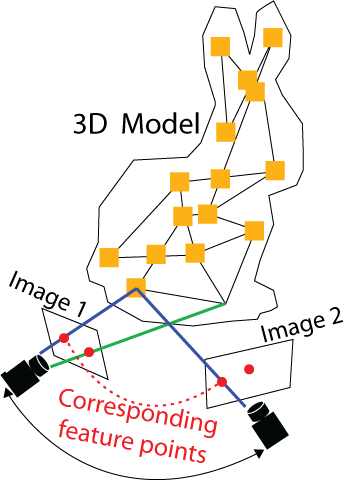 3D Model
Image 1
Image 2
Corresponding
feature points